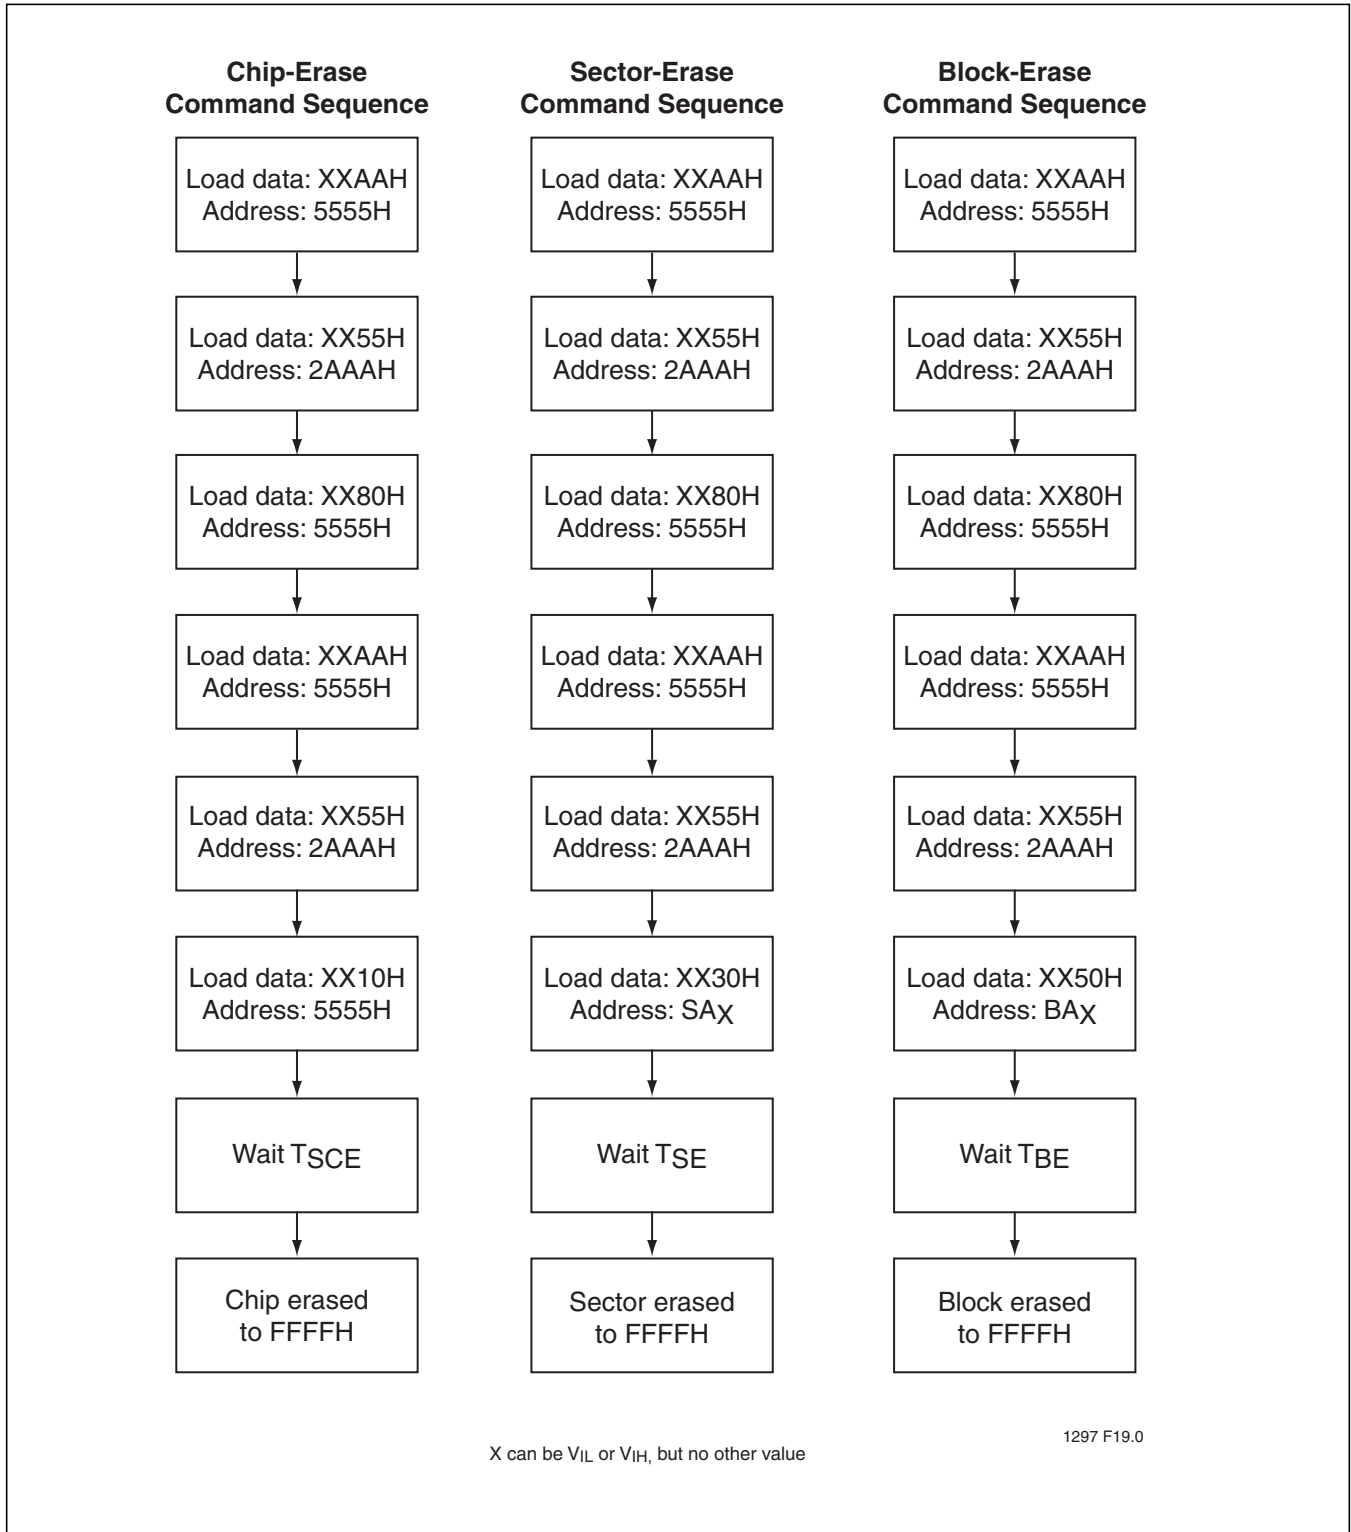 Chip-Erase
Command Sequence
Load data: XXAAH
Address: 5555H
Load data: XX55H
Address: 2AAAH
Load data: XX80H
Address: 5555H
Load data: XXAAH
Address: 5555H
Load data: XX55H
Address: 2AAAH
Load data: XX10H
Address: 5555H
Wait TSCE
Chip erased
to FFFFH
Sector-Erase
Command Sequence
Load data: XXAAH
Address: 5555H
Load data: XX55H
Address: 2AAAH
Load data: XX80H
Address: 5555H
Load data: XXAAH
Address: 5555H
Load data: XX55H
Address: 2AAAH
Load data: XX30H
Address: SAX
Wait TSE
Sector erased
to FFFFH
Block-Erase
Command Sequence
Load data: XXAAH
Address: 5555H
Load data: XX55H
Address: 2AAAH
Load data: XX80H
Address: 5555H
Load data: XXAAH
Address: 5555H
Load data: XX55H
Address: 2AAAH
Load data: XX50H
Address: BAX
Wait TBE
Block erased
to FFFFH
1297 F19.0
X can be VIL or VIH, but no other value